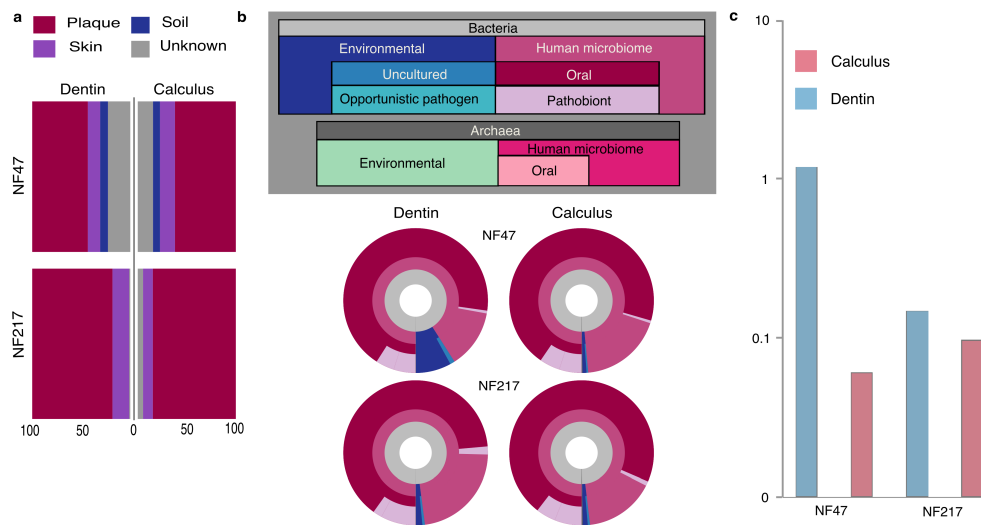 a
Plaque
Soil
Skin
Unknown
Dentin
Calculus
NF47
NF217
100
50
0
50
100
b
Bacteria
Environmental
Human microbiome
Uncultured
Oral
Opportunistic pathogen
Pathobiont
Archaea
Environmental
Human microbiome
Oral
Dentin
Calculus
NF47
NF217
c
10
1
0.1
0
Calculus
Dentin
NF47
NF217